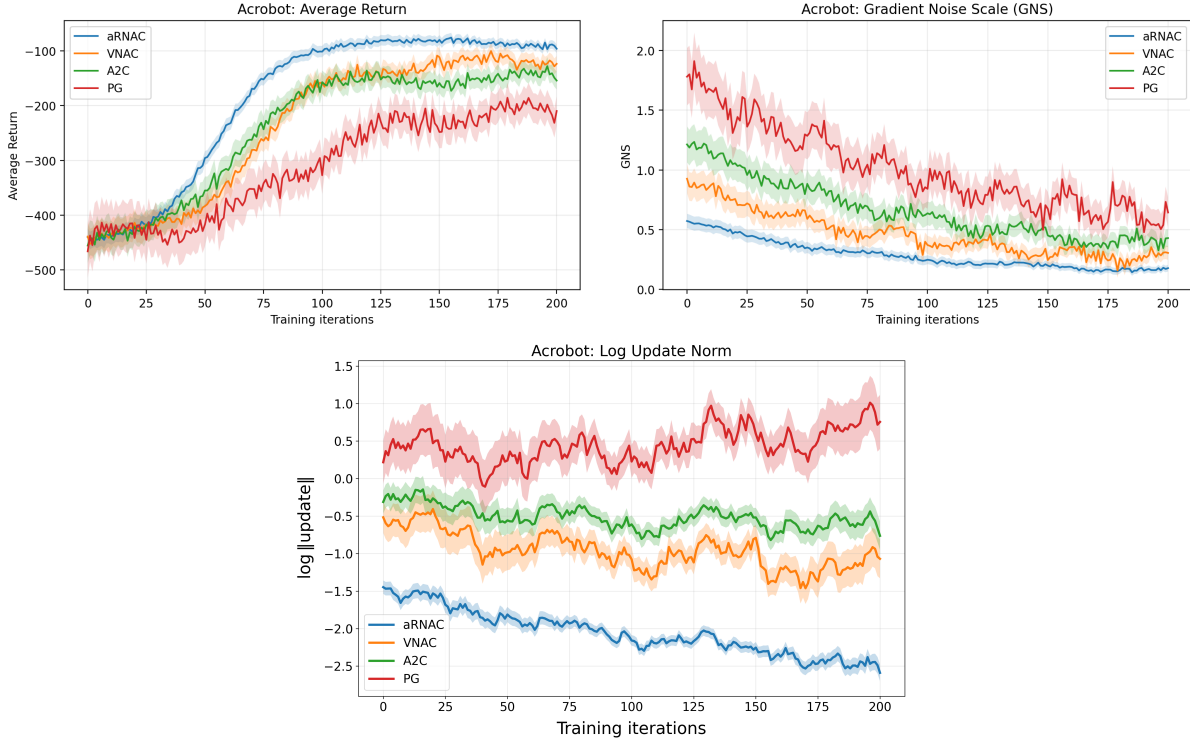 Acrobot: Average Return
−100
−200
−300
−400
−500
Average Return
aRNAC
VNAC
A2C
PG
0
25
50
75
100
125
150
175
200
Training iterations
Acrobot: Gradient Noise Scale (GNS)
2.0
1.5
1.0
0.5
0.0
GNS
aRNAC
VNAC
A2C
PG
0
25
50
75
100
125
150
175
200
Training iterations
Acrobot: Log Update Norm
1.5
1.0
0.5
0.0
−0.5
−1.0
−1.5
−2.0
−2.5
log ‖update‖
aRNAC
VNAC
A2C
PG
0
25
50
75
100
125
150
175
200
Training iterations